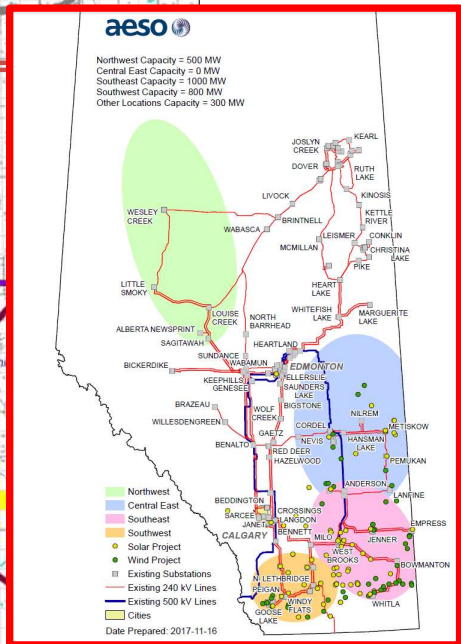 aeso
Northwest Capacity = 500 MW
Central East Capacity = 0 MW
Southeast Capacity = 1000 MW
Southwest Capacity = 800 MW
Other Locations Capacity = 300 MW
KEARL
JOSLYN
CREEK
DOVER
RUTH
LAKE
LIVOCK
KINOSIS
WESLEY
CREEK
BRINTNELL
KETTLE
RIVER
WABASCA
LEISMER
CONKLIN
MCMILLAN
CHRISTINA
LAKE
PIKE
LITTLE
SMOKY
HEART
LAKE
LOUISE
CREEK
NORTH
BARRHEAD
WHITEFISH
LAKE
MARGUERITE
LAKE
ALBERTA NEWSPRINT
SAGITAWAH
HEARTLAND
SUNDANCE
WABAMUN
EDMONTON
BICKERDIKE
ELLERSLIE
KEEPHILLS
GENESEE
SAUNDERS
LAKE
BRAZEAU
WOLF
CREEK
BIGSTONE
NILREM
WILLESDENGREEN
CORDEL
METISKOW
GAETZ
NEVIS
HANSMAN
LAKE
BENALTO
RED DEER
PEMUKAN
HAZELWOOD
ANDERSON
LANFINE
Northwest
Central East
Southeast
Southwest
Solar Project
Wind Project
Existing Substations
Existing 240 kV Lines
Existing 500 kV Lines
Cities
BEDDINGTON
CROSSINGS
SARCEE
LANGDON
EMPRESS
JANET
BENNETT
JENNER
CALGARY
MILO
WEST
BROOKS
BOWMANTON
N LETHBRIDGE
PEIGAN
WINDY
FLATS
WHITLA
GOOSE
LAKE
Date Prepared: 2017-11-16